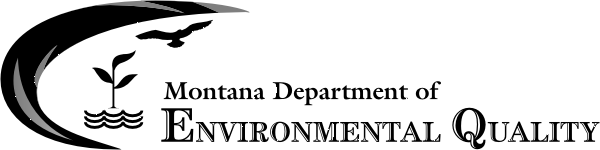 Montana Department of
ENVIRONMENTAL QUALITY